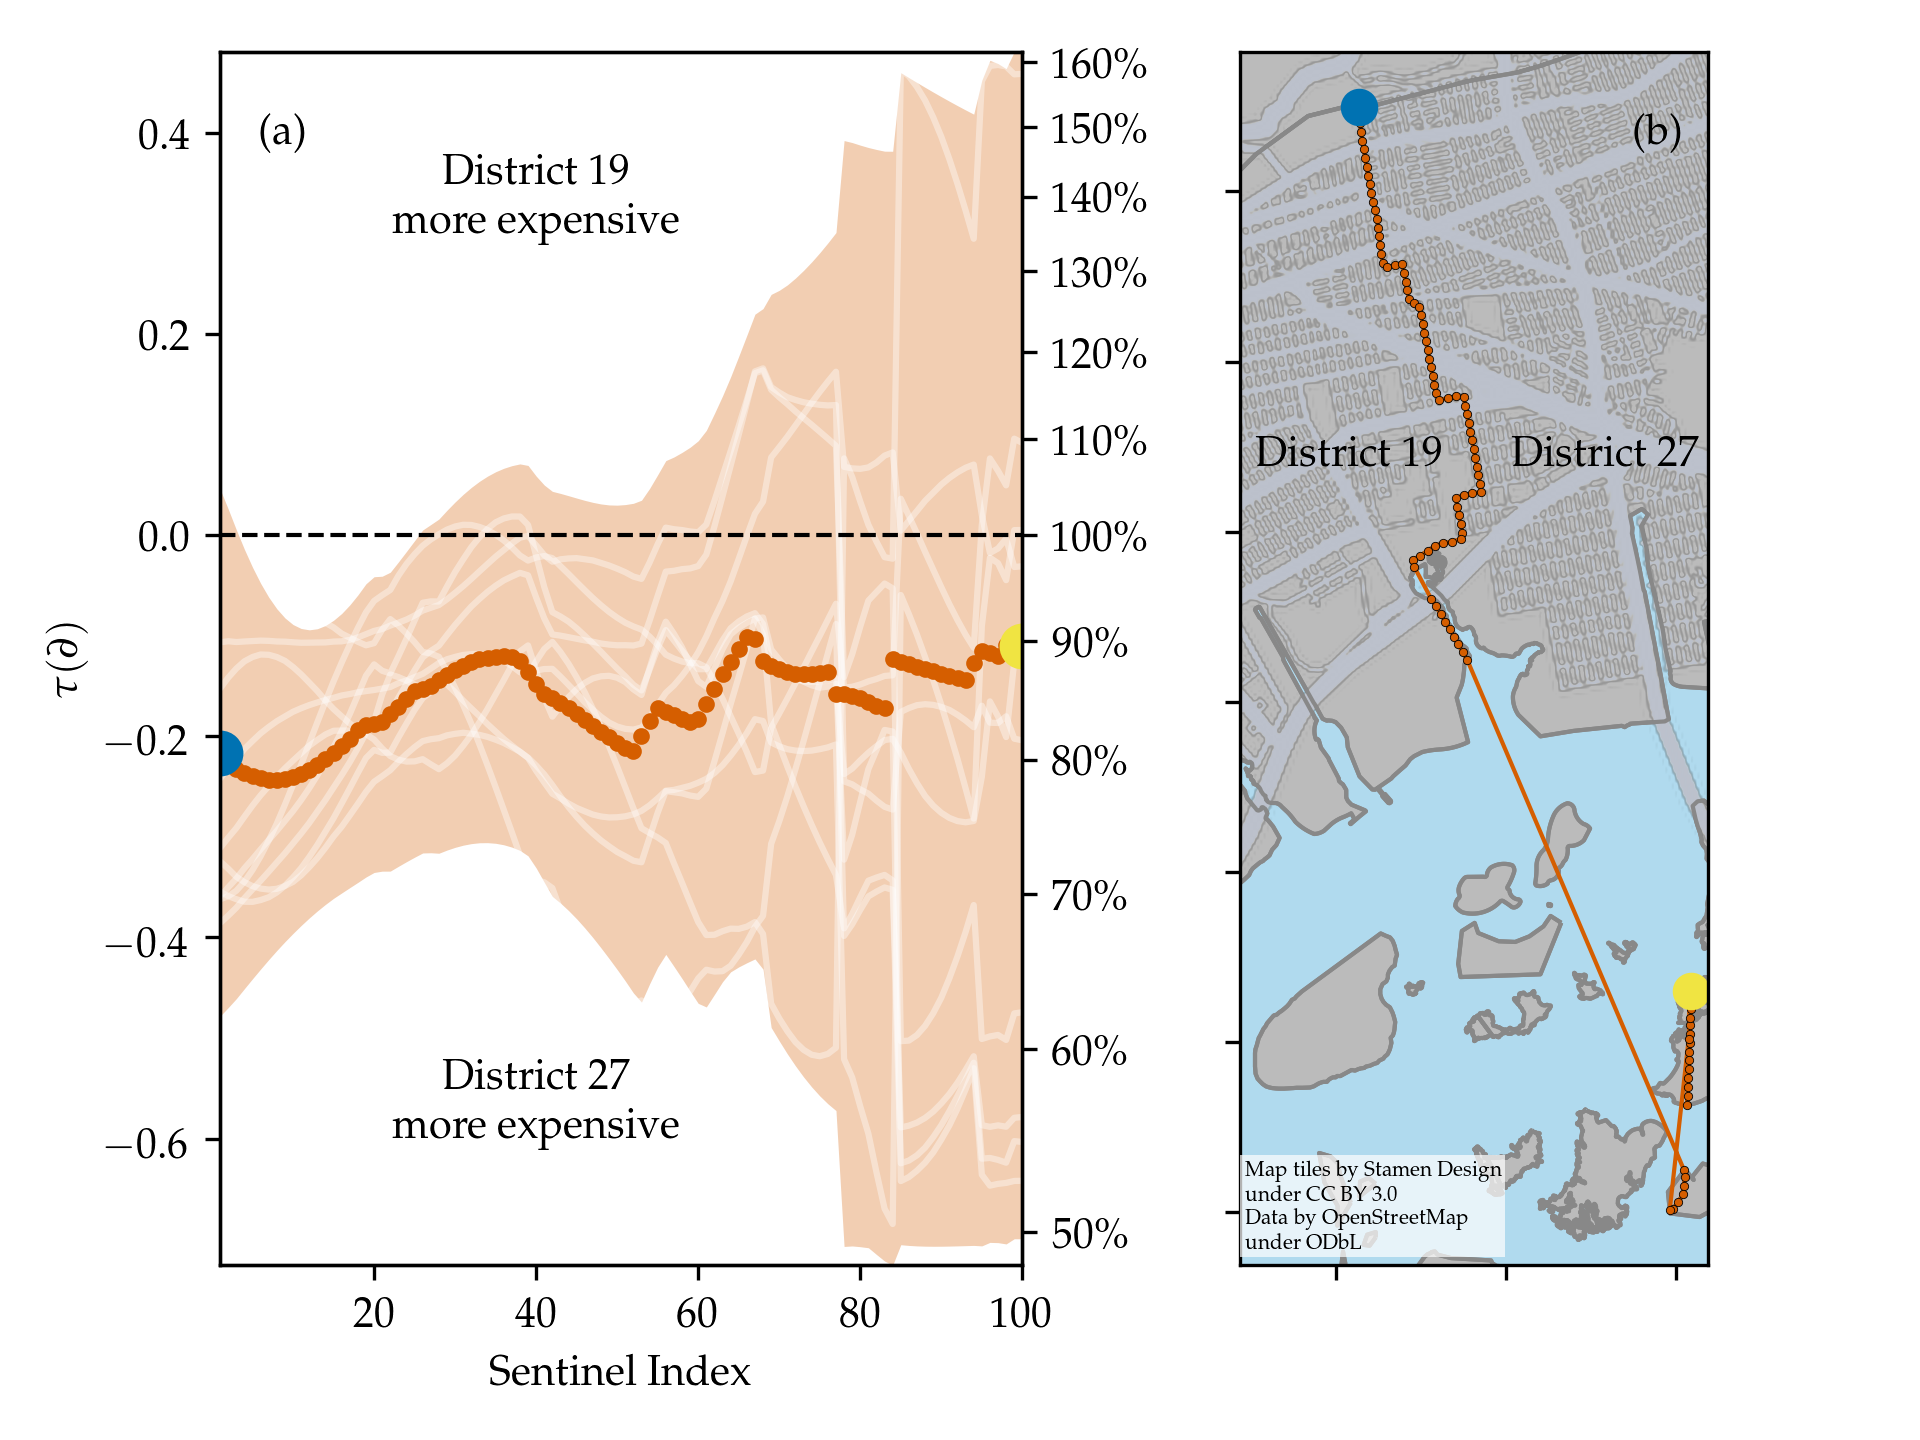 (a)
District 19
more expensive
District 27
more expensive
0.4
0.2
0.0
−0.2
−0.4
−0.6
τ(∂)
160%
150%
140%
130%
120%
110%
100%
90%
80%
70%
60%
50%
20 40 60 80 100
Sentinel Index
(b)
District 19 District 27
Map tiles by Stamen Design
under CC BY 3.0
Data by OpenStreetMap
under ODbL